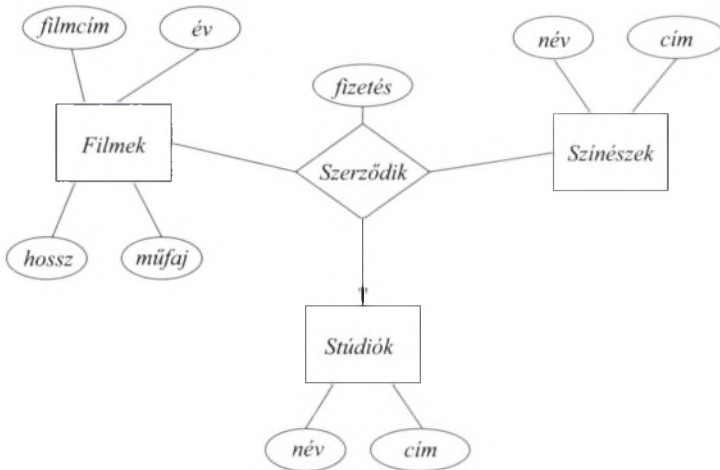 filmcím
év
név
cím
fizetés
Filmek
Szerződik
Színészek
hossz
műfaj
Stúdiók
név
cím